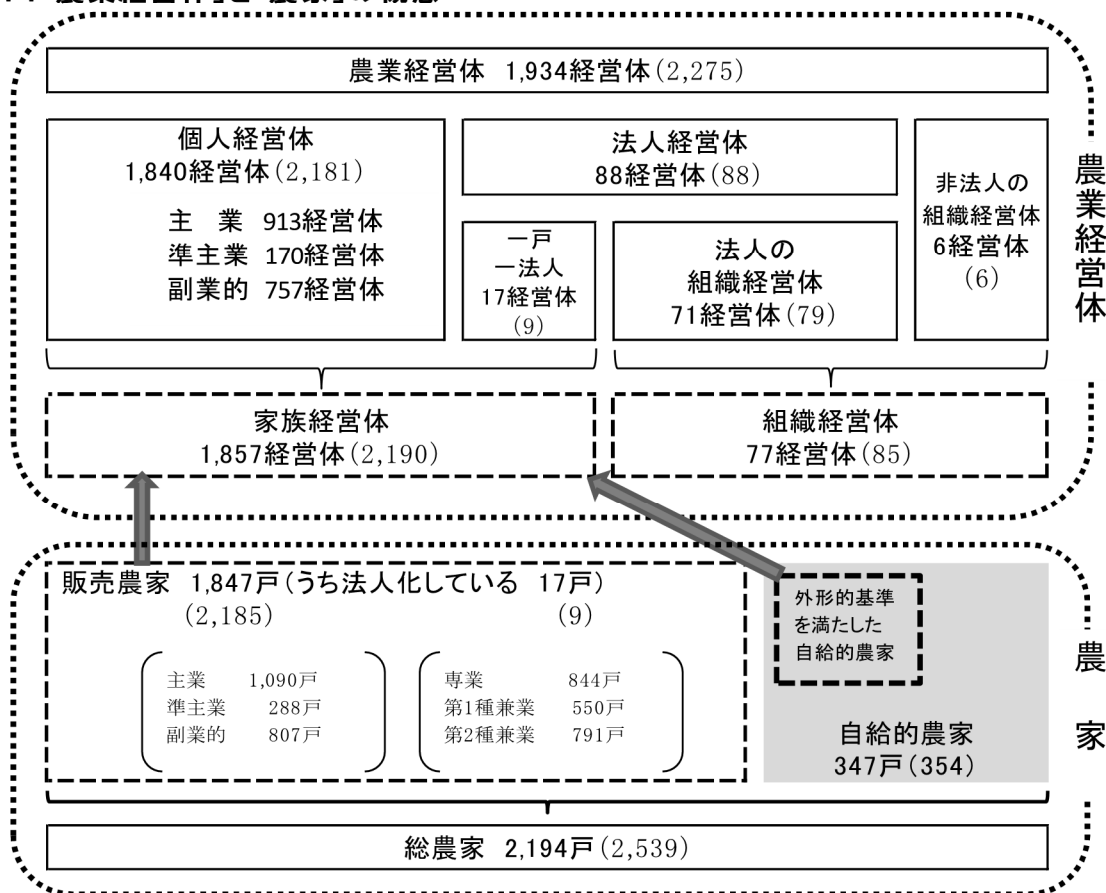 農業経営体 1,934経営体(2,275)
個人経営体
1,840経営体(2,181)
主 業 913経営体
準主業 170経営体
副業的 757経営体
法人経営体
88経営体(88)
一戸
一法人
17経営体
(9)
法人の
組織経営体
71経営体(79)
非法人の
組織経営体
6経営体
(6)
農業経営体
家族経営体
1,857経営体(2,190)
組織経営体
77経営体(85)
販売農家 1,847戸(うち法人化している 17戸)
(2,185) (9)
主業 1,090戸
準主業 288戸
副業的 807戸
専業 844戸
第1種兼業 550戸
第2種兼業 791戸
外形的基準
を満たした
自給的農家
自給的農家
347戸(354)
農 家
総農家 2,194戸(2,539)